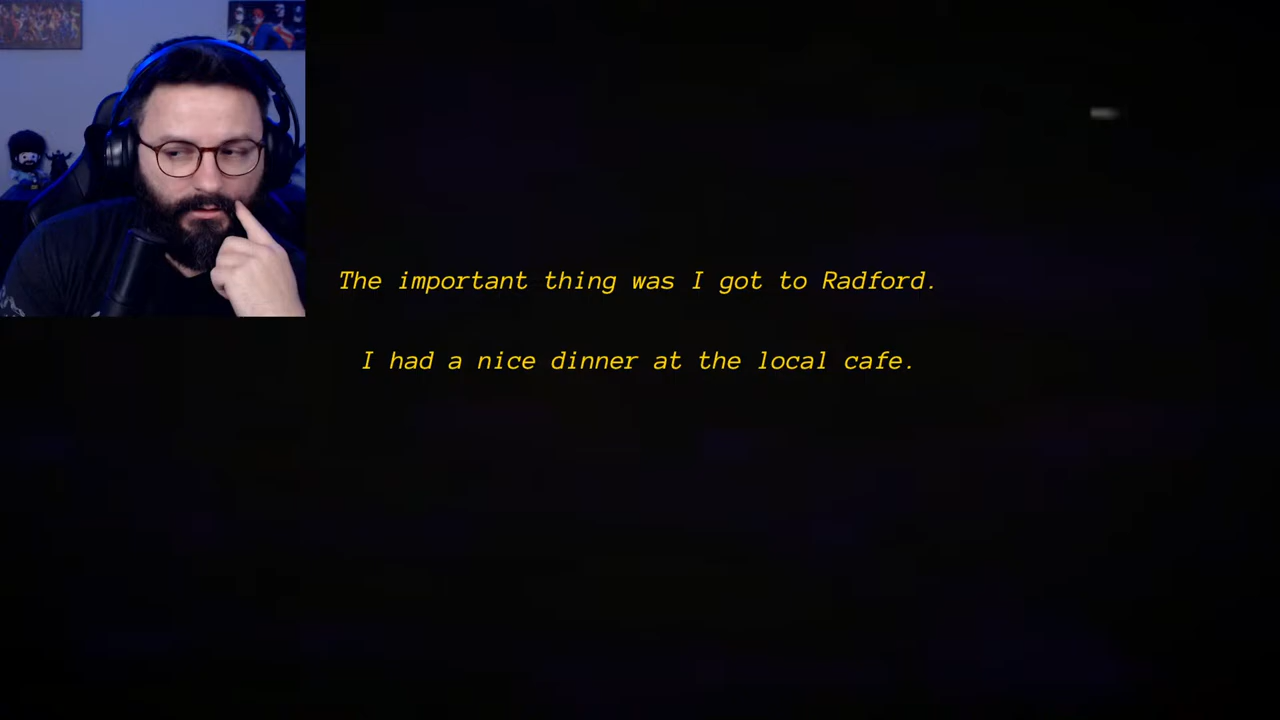 The important thing was I got to Radford.
I had a nice dinner at the local cafe.